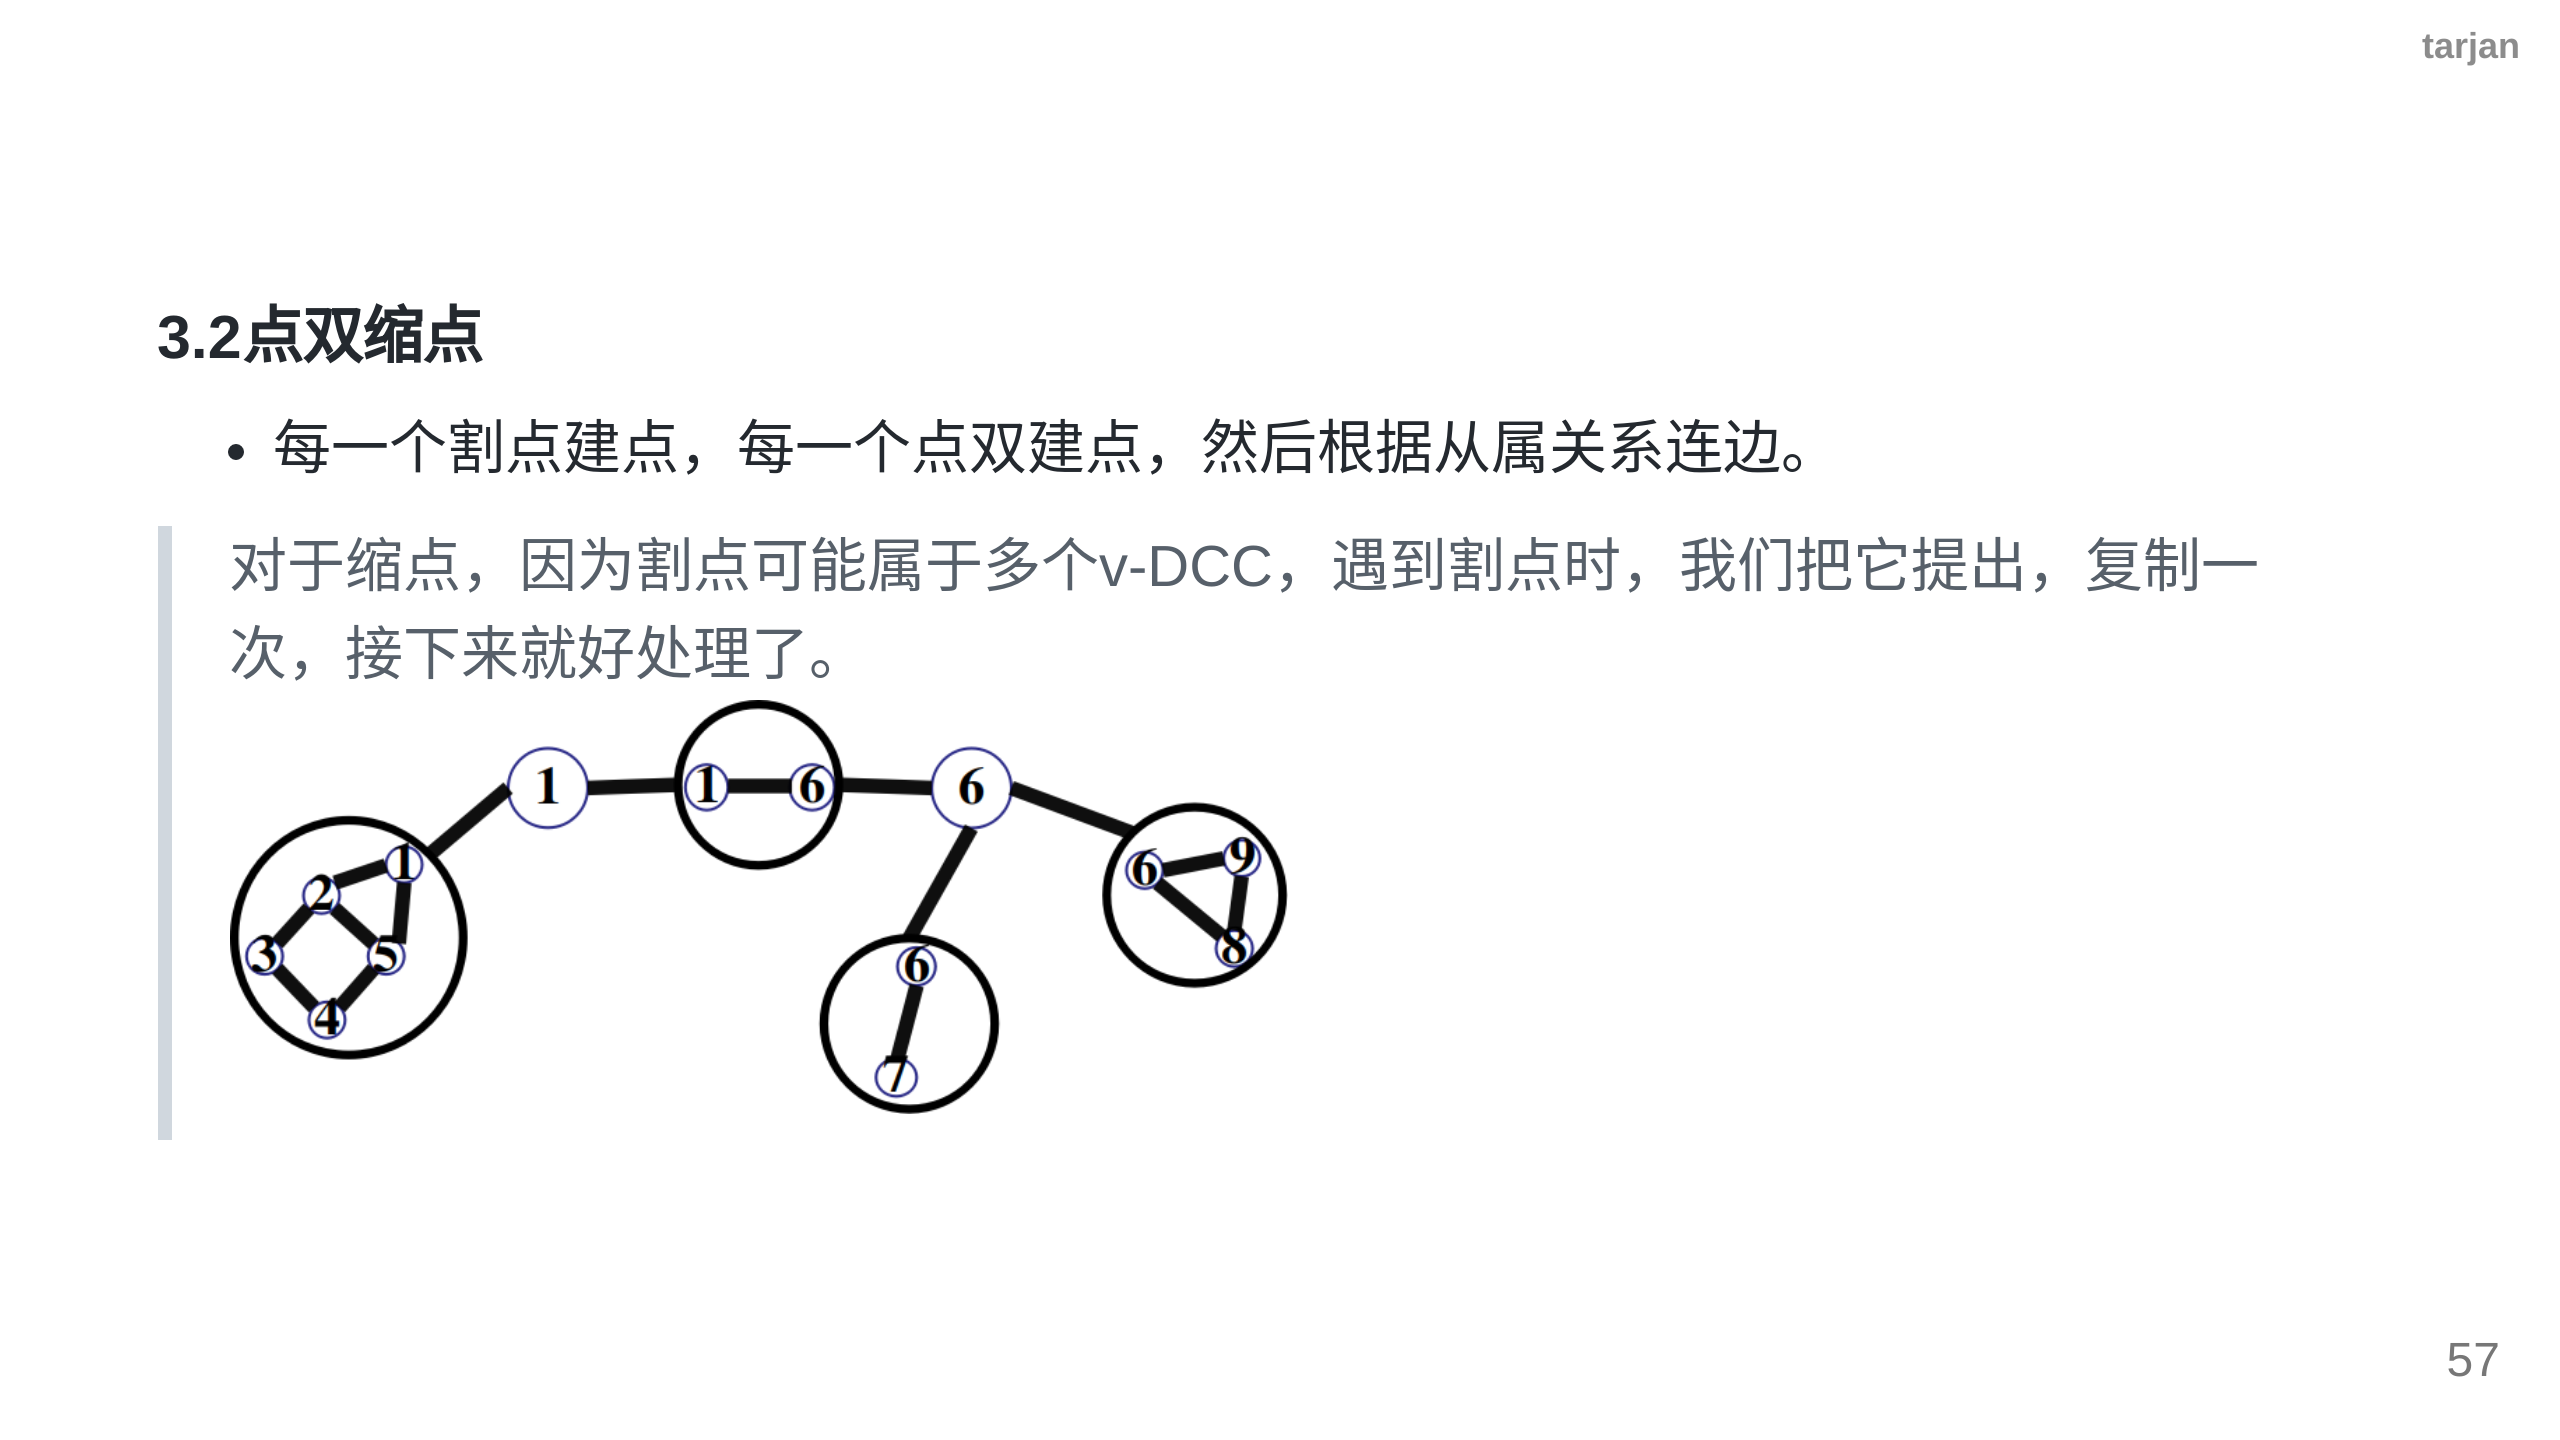 tarjan
3.2点双缩点
• 每一个割点建点，每一个点双建点，然后根据从属关系连边。
对于缩点，因为割点可能属于多个v-DCC，遇到割点时，我们把它提出，复制一
次，接下来就好处理了。
1 1 6 6
1 2 3 5 4
6 9 8
6 7
57